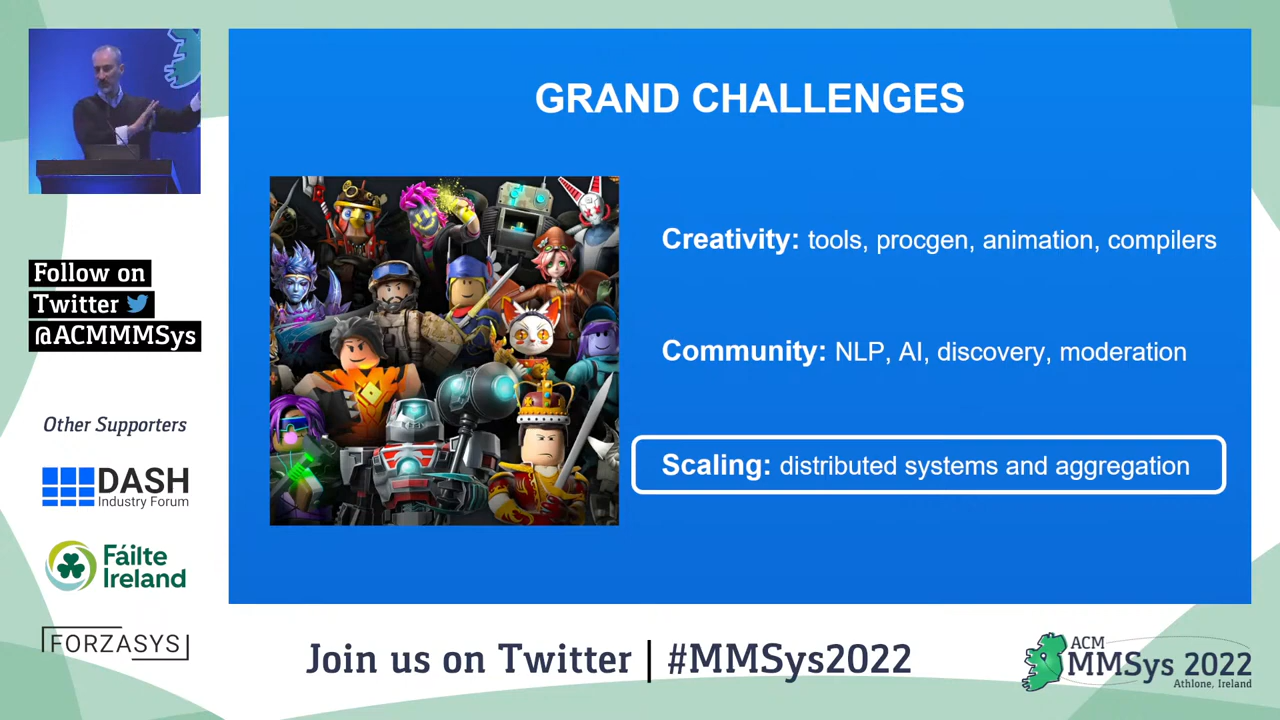 GRAND CHALLENGES
Creativity: tools, procgen, animation, compilers
Community: NLP, AI, discovery, moderation
Scaling: distributed systems and aggregation
Follow on
Twitter
@ACMMMSys
Other Supporters
DASH
Industry Forum
Fáilte
Ireland
FORZASYS
Join us on Twitter | #MMSys2022
ACM
MMSys 2022
Athlone, Ireland